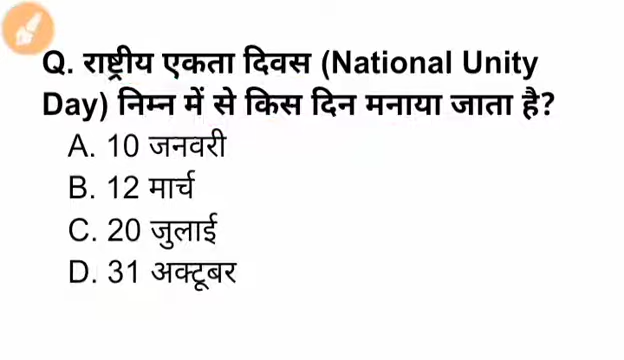 Q. राष्ट्रीय एकता दिवस (National Unity
Day) निम्न में से किस दिन मनाया जाता है?
A. 10 जनवरी
B. 12 मार्च
C. 20 जुलाई
D. 31 अक्टूबर